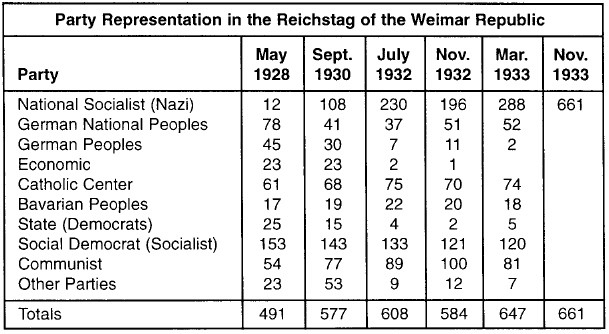 Party Representation in the Reichstag of the Weimar Republic
Party May 1928 Sept. 1930 July 1932 Nov. 1932 Mar. 1933 Nov. 1933
National Socialist (Nazi) 12 108 230 196 288 661
German National Peoples 78 41 37 51 52
German Peoples 45 30 7 11 2
Economic 23 23 2 1
Catholic Center 61 68 75 70 74
Bavarian Peoples 17 19 22 20 18
State (Democrats) 25 15 4 2 5
Social Democrat (Socialist) 153 143 133 121 120
Communist 54 77 89 100 81
Other Parties 23 53 9 12 7
Totals 491 577 608 584 647 661